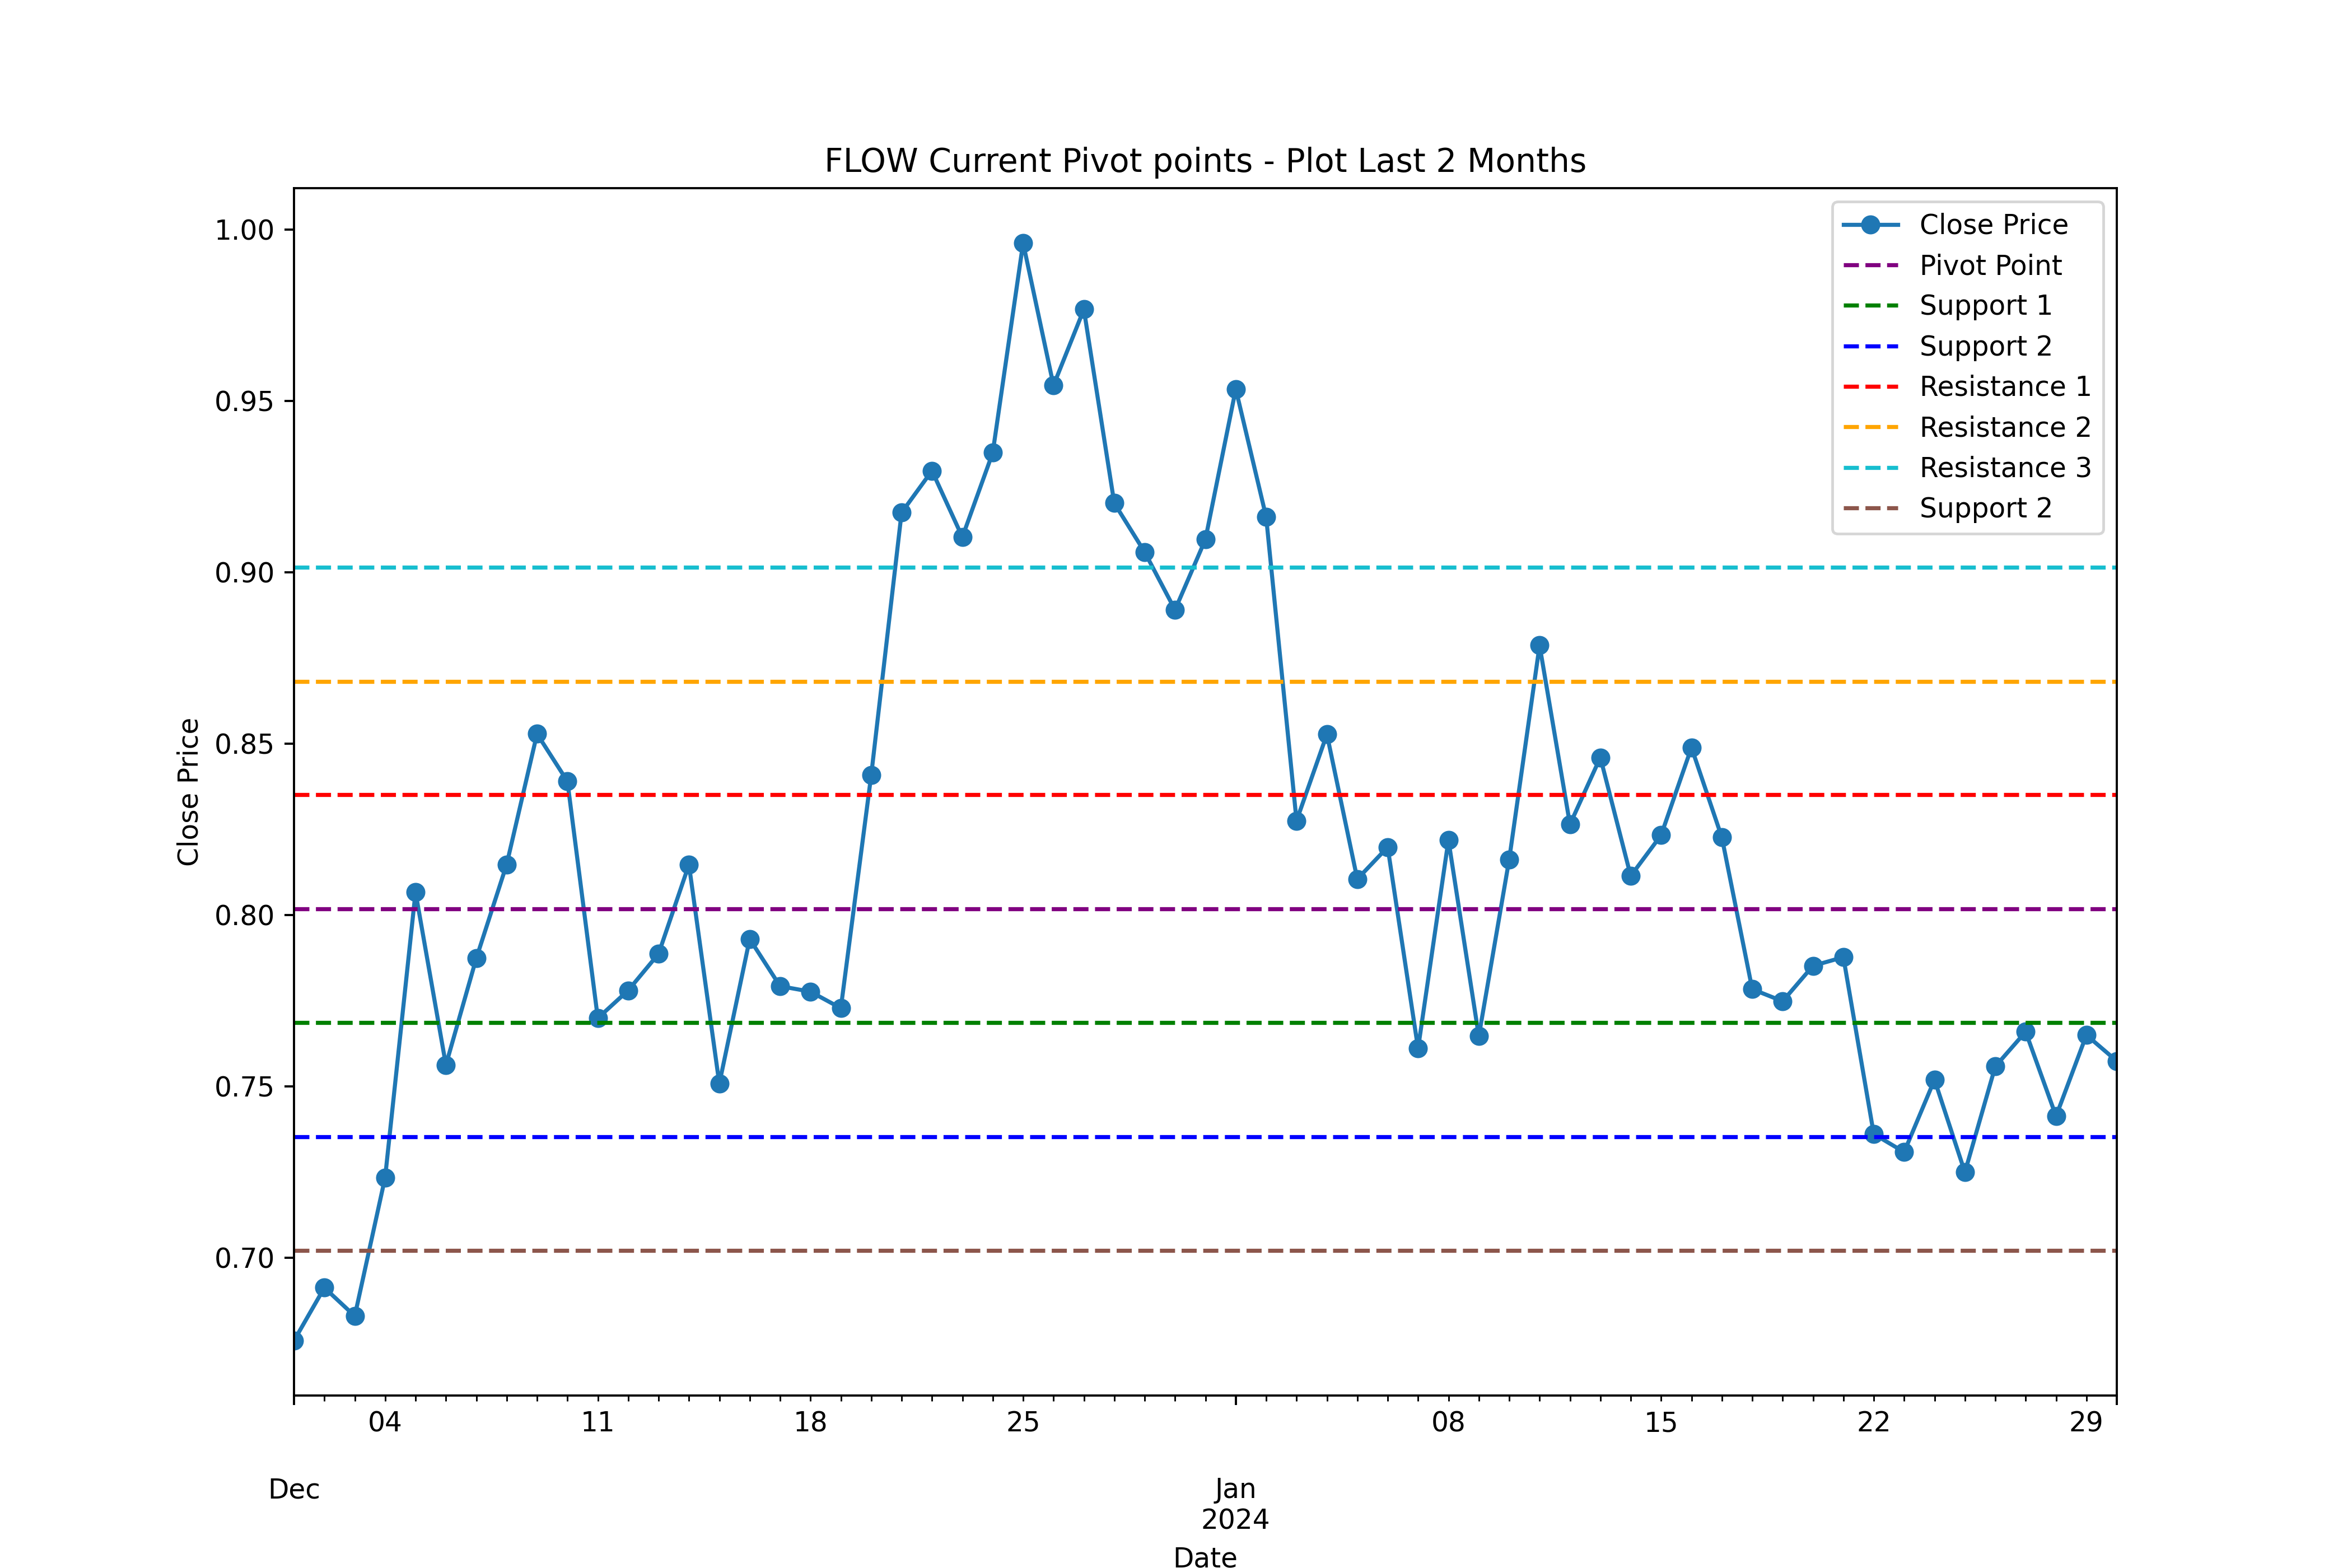 FLOW Current Pivot points - Plot Last 2 Months
Close Price
Pivot Point
Support 1
Support 2
Resistance 1
Resistance 2
Resistance 3
Support 2
1.00
0.95
0.90
0.85
0.80
0.75
0.70
Close Price
04 11 18 25 08 15 22 29
Dec Jan
2024
Date